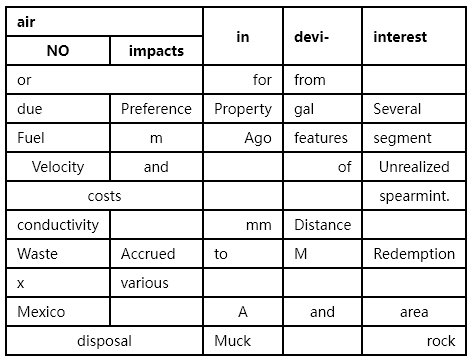 air in devi- interest
NO impacts
or for from
due Preference Property gal Several
Fuel m Ago features segment
Velocity and of Unrealized
costs spearmint.
conductivity mm Distance
Waste Accrued to M Redemption
x various
Mexico A and area
disposal Muck rock